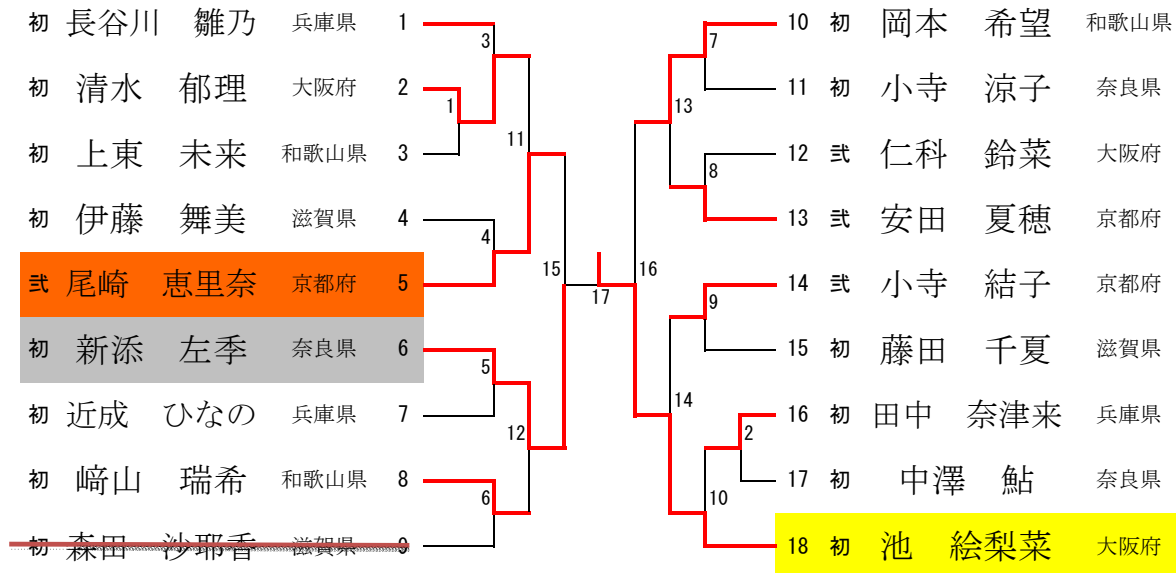 初 長谷川 雛乃 兵庫県 1
初 清水 郁理 大阪府 2
初 上東 未来 和歌山県 3
初 伊藤 舞美 滋賀県 4
弐 尾崎 恵里奈 京都府 5
初 新添 左季 奈良県 6
初 近成 ひなの 兵庫県 7
初 﨑山 瑞希 和歌山県 8
初 森田 沙耶香 滋賀県 9
3
1
11
4
15
5
12
6
17
16
7
13
8
9
14
2
10
10 初 岡本 希望 和歌山県
11 初 小寺 涼子 奈良県
12 弐 仁科 鈴菜 大阪府
13 弐 安田 夏穂 京都府
14 弐 小寺 結子 京都府
15 初 藤田 千夏 滋賀県
16 初 田中 奈津来 兵庫県
17 初 中澤 鮎 奈良県
18 初 池 絵梨菜 大阪府